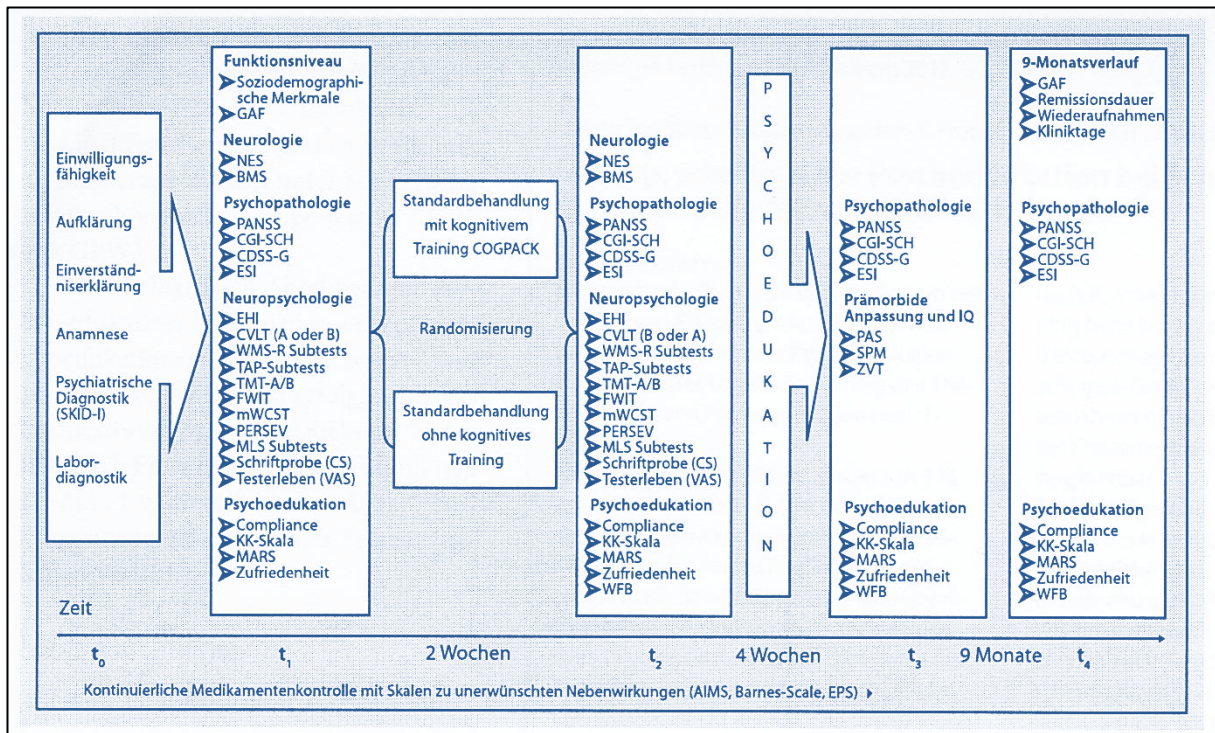 Einwilligungs-
fähigkeit
Aufklärung
Einverständ-
niserklärung
Anamnese
Psychiatrische
Diagnostik
(SKID-I)
Labor-
diagnostik
Funktionsniveau
Soziodemographi-
sche Merkmale
GAF
Neurologie
NES
BMS
Psychopathologie
PANSS
CGI-SCH
CDSS-G
ESI
Neuropsychologie
EHI
CVLT (A oder B)
WMS-R Subtests
TAP-Subtests
TMT-A/B
FWIT
mWCST
PERSEV
MLS Subtests
Schriftprobe (CS)
Testerleben (VAS)
Psychoedukation
Compliance
KK-Skala
MARS
Zufriedenheit
Standardbehandlung
mit kognitivem
Training COGPACK
Randomisierung
Standardbehandlung
ohne kognitives
Training
Neurologie
NES
BMS
Psychopathologie
PANSS
CGI-SCH
CDSS-G
ESI
Neuropsychologie
EHI
CVLT (B oder A)
WMS-R Subtests
TAP-Subtests
TMT-A/B
FWIT
mWCST
PERSEV
MLS Subtests
Schriftprobe (CS)
Testerleben (VAS)
Psychoedukation
Compliance
KK-Skala
MARS
Zufriedenheit
WFB
PSYCHOEDUKATION
Psychopathologie
PANSS
CGI-SCH
CDSS-G
ESI
Prämorbide
Anpassung und IQ
PAS
SPM
ZVT
Psychoedukation
Compliance
KK-Skala
MARS
Zufriedenheit
WFB
9-Monatsverlauf
GAF
Remissionsdauer
Wiederaufnahmen
Kliniktage
Psychopathologie
PANSS
CGI-SCH
CDSS-G
ESI
Psychoedukation
Compliance
KK-Skala
MARS
Zufriedenheit
WFB
Zeit
t0 t1 2 Wochen t2 4 Wochen t3 9 Monate t4
Kontinuierliche Medikamentenkontrolle mit Skalen zu unerwünschten Nebenwirkungen (AIMS, Barnes-Scale, EPS)